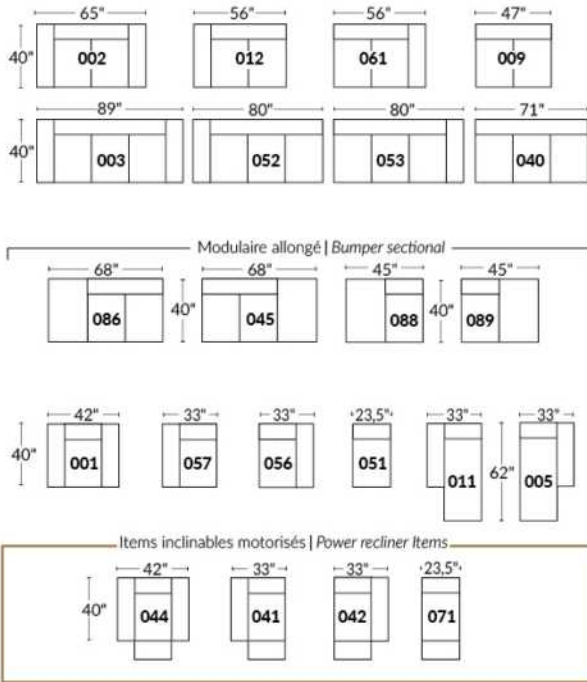 65" 56" 56" 47"
40" 002 012 061 009
89" 80" 80" 71"
40" 003 052 053 040
Modulaire allongé | Bumper sectional
68" 68" 45" 45"
086 40" 045 088 40" 089
42" 33" 33" 23,5" 33" 33"
40" 001 057 056 051 011 62" 005
Items inclinables motorisés | Power recliner Items
42" 33" 33" 23,5"
40" 044 041 042 071